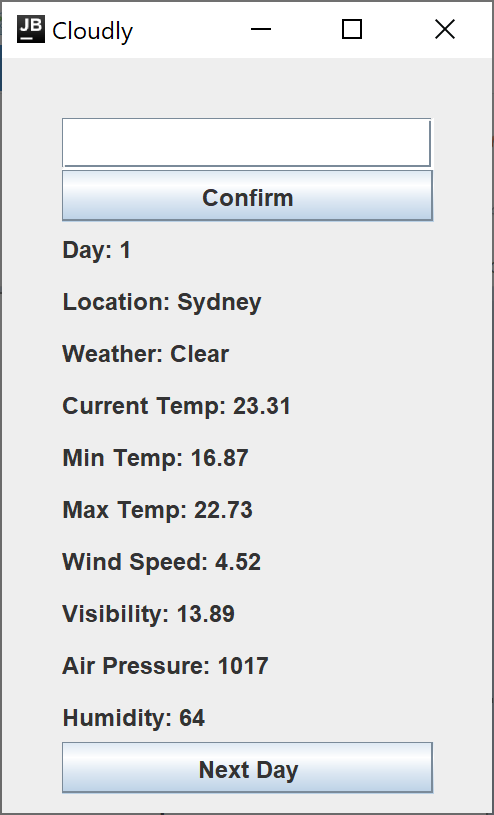 JB Cloudly
Confirm
Day: 1
Location: Sydney
Weather: Clear
Current Temp: 23.31
Min Temp: 16.87
Max Temp: 22.73
Wind Speed: 4.52
Visibility: 13.89
Air Pressure: 1017
Humidity: 64
Next Day